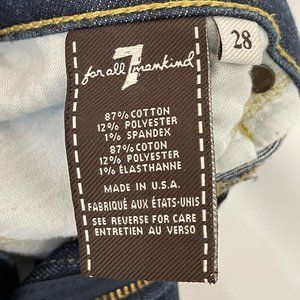 7
for all mankind
28
87% COTTON
12% POLYESTER
1% SPANDEX
87% COTON
12% POLYESTER
1% ÉLASTHANNE
MADE IN U.S.A.
FABRIQUÉ AUX ÉTATS-UNIS
SEE REVERSE FOR CARE
ENTRETIEN AU VERSO